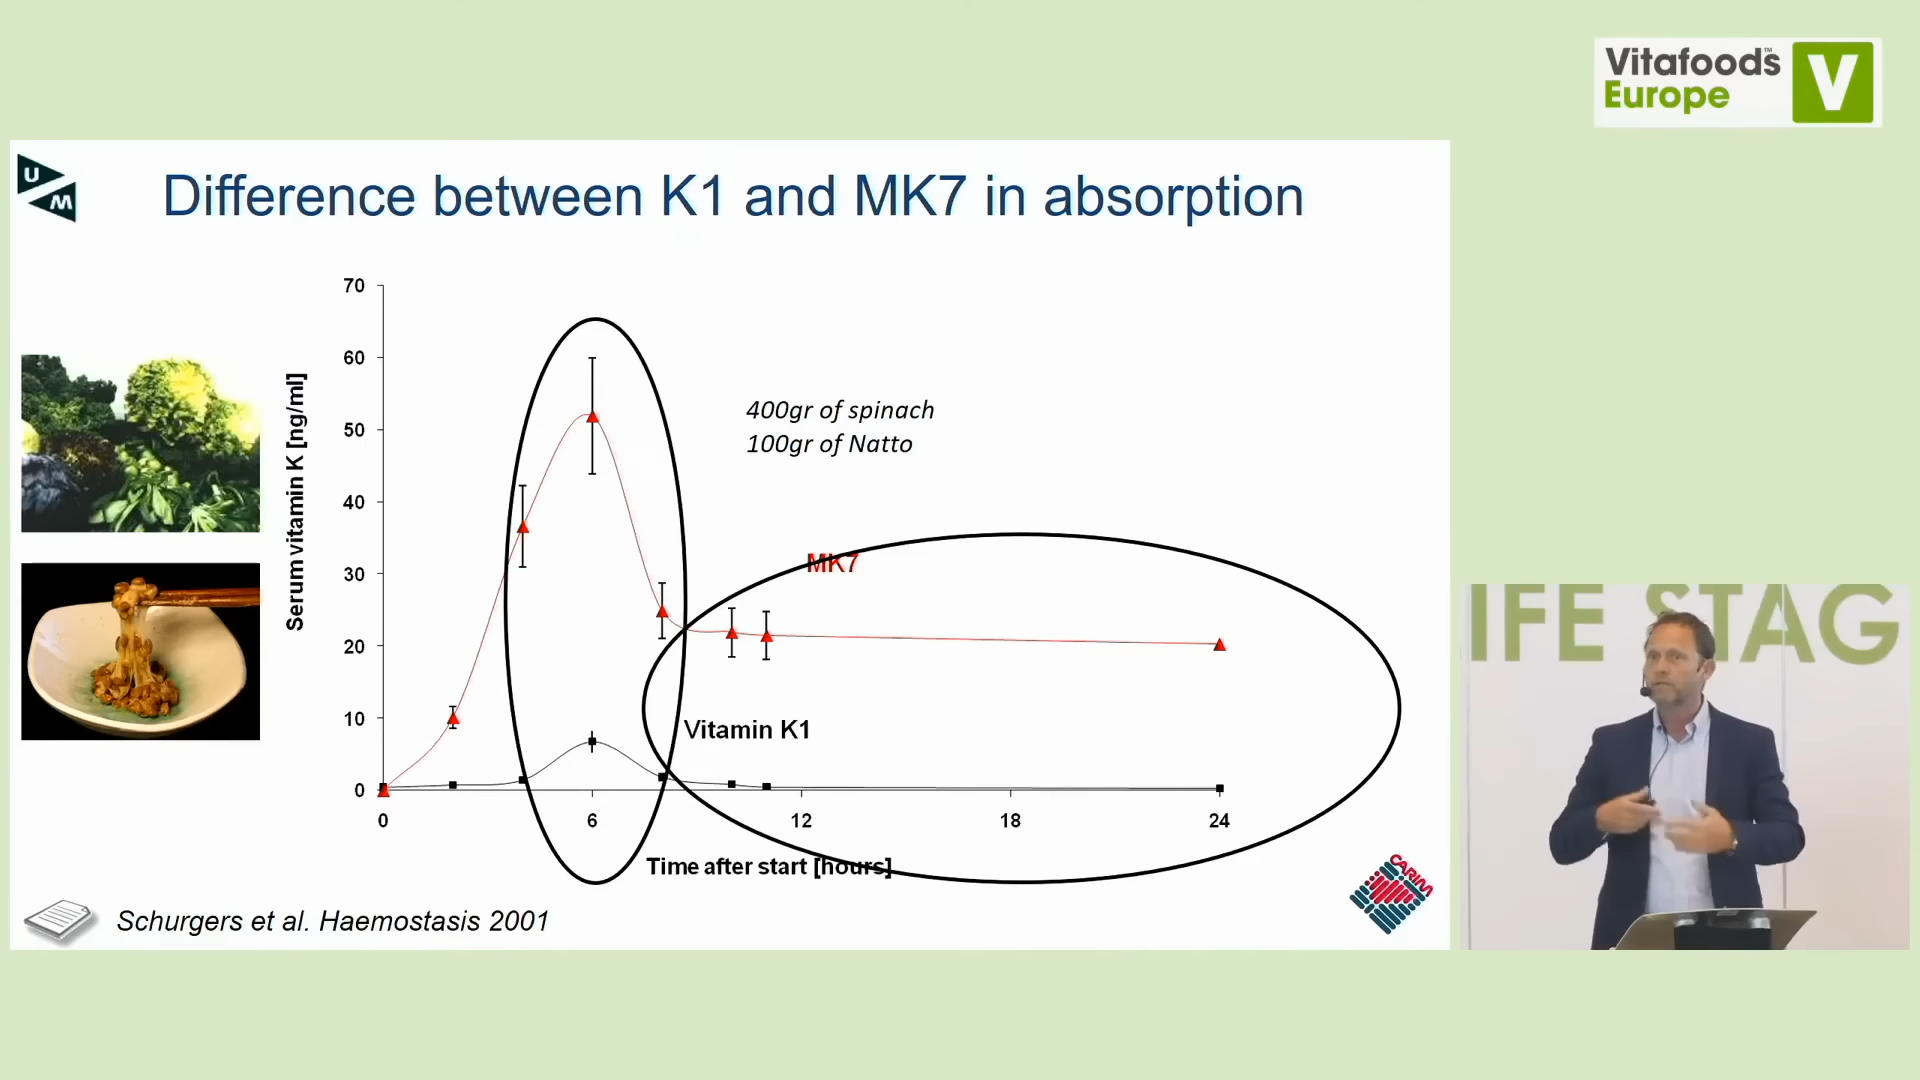 Vitafoods™
Europe
V
U
M
Difference between K1 and MK7 in absorption
70
60
50
40
30
20
10
0
Serum vitamin K [ng/ml]
400gr of spinach
100gr of Natto
MK7
Vitamin K1
0 6 12 18 24
Time after start [hours]
CARIM
Schurgers et al. Haemostasis 2001
IFE STAG